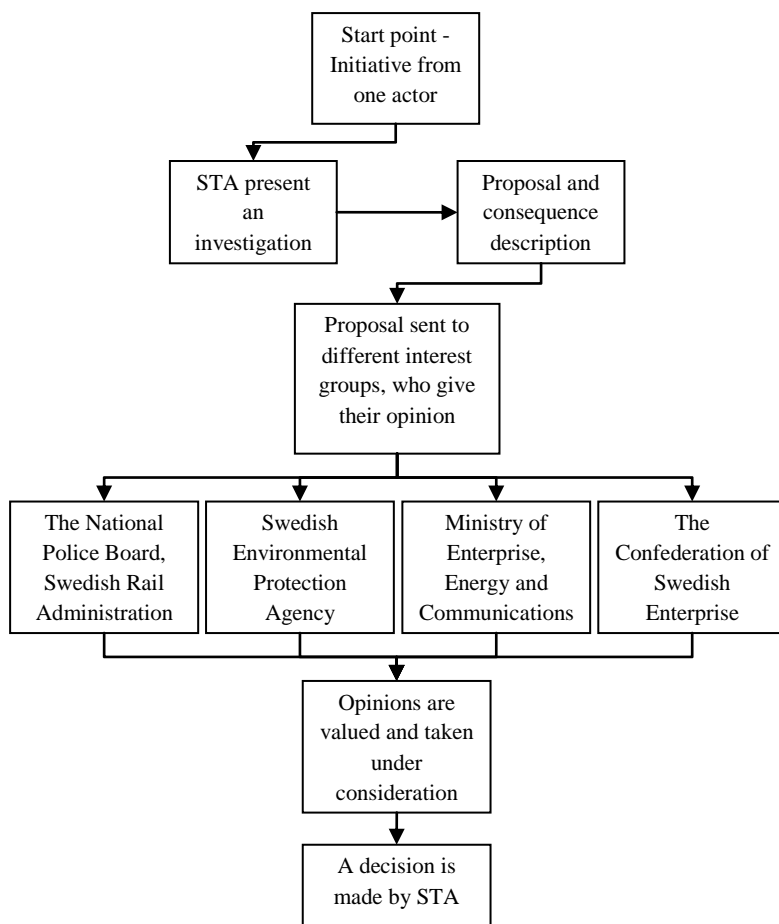 Start point -
Initiative from
one actor
STA present
an
investigation
Proposal and
consequence
description
Proposal sent to
different interest
groups, who give
their opinion
The National
Police Board,
Swedish Rail
Administration
Swedish
Environmental
Protection
Agency
Ministry of
Enterprise,
Energy and
Communications
The
Confederation of
Swedish
Enterprise
Opinions are
valued and taken
under
consideration
A decision is
made by STA